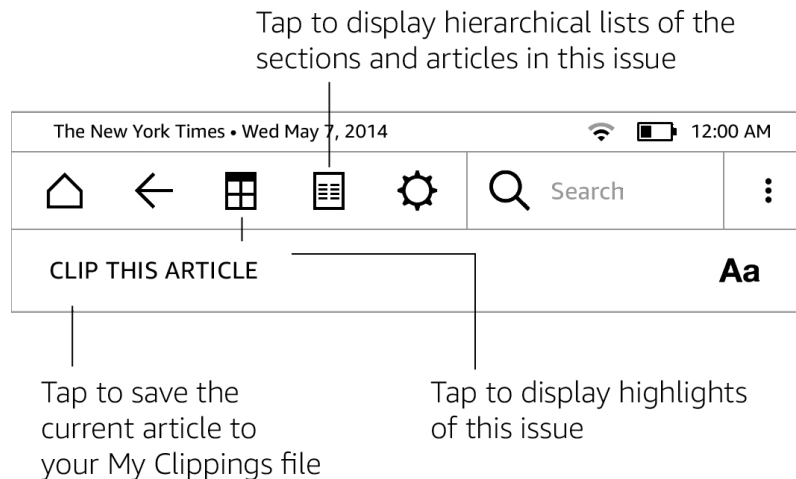 Tap to display hierarchical lists of the
sections and articles in this issue
The New York Times • Wed May 7, 2014 12:00 AM
Search
CLIP THIS ARTICLE Aa
Tap to save the
current article to
your My Clippings file
Tap to display highlights
of this issue